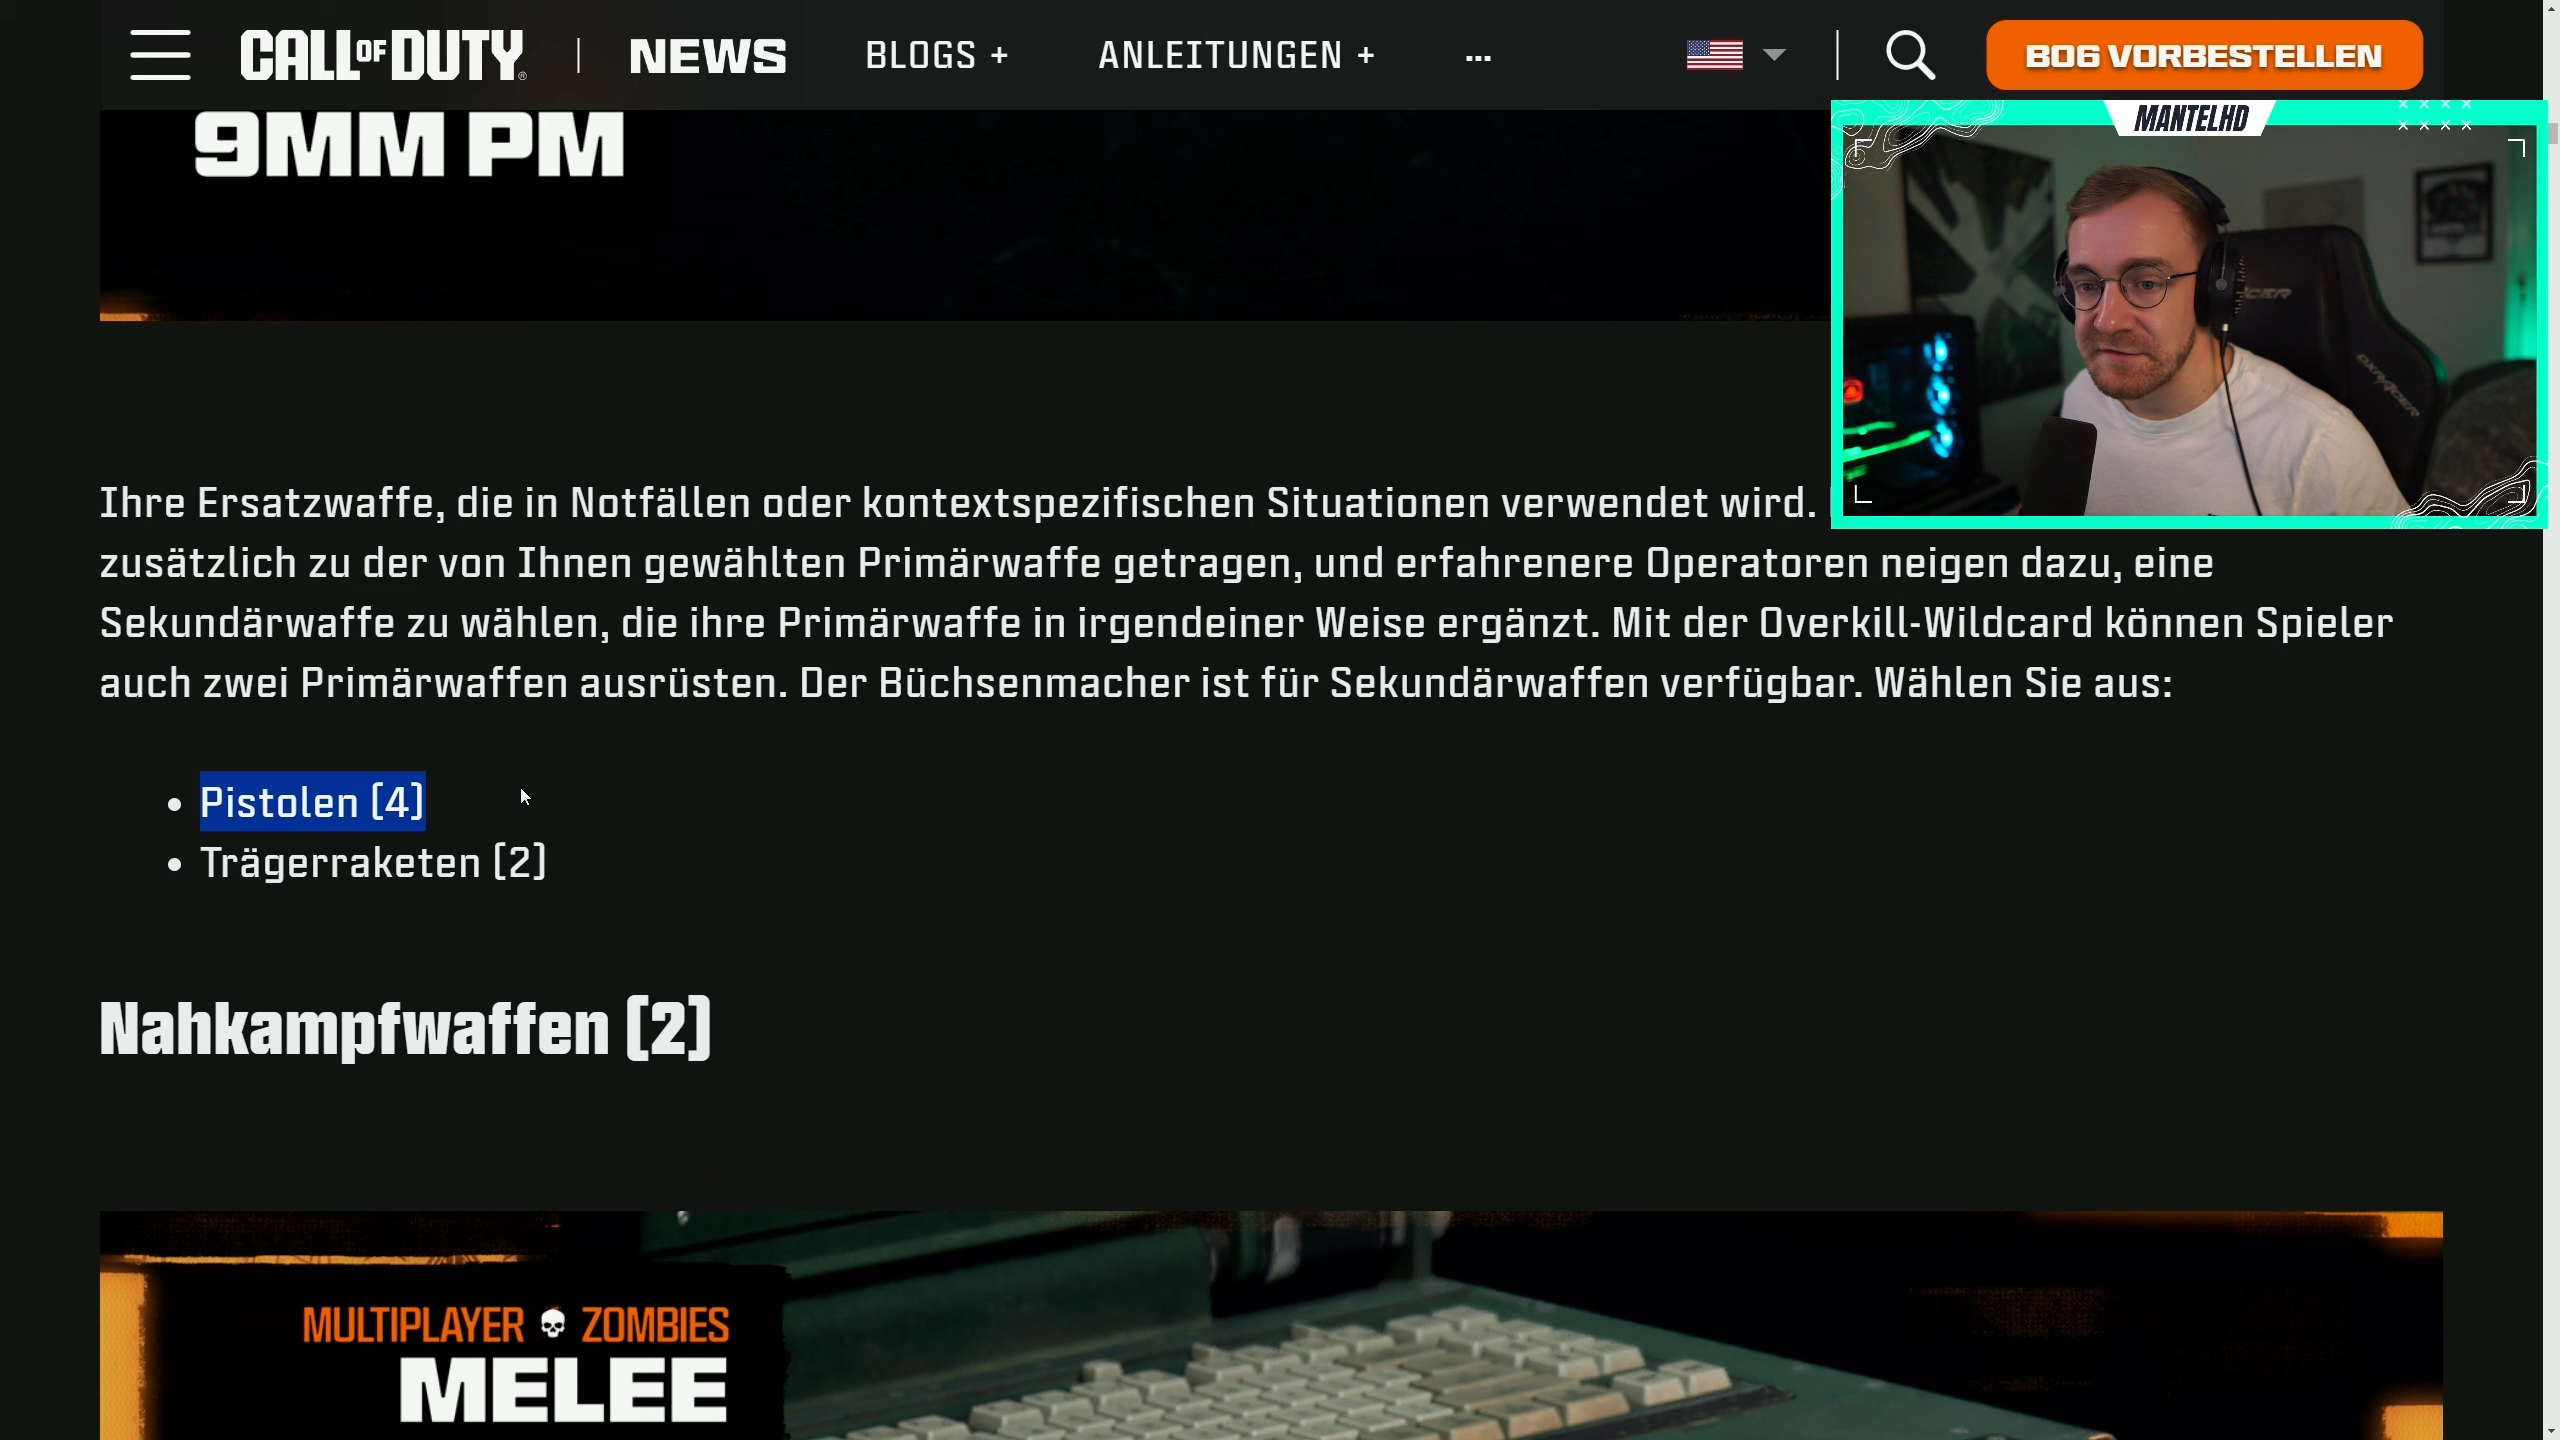 CALL OF DUTY® | NEWS BLOGS + ANLEITUNGEN + ... BO6 VORBESTELLEN
9MM PM
MANTELHD
Ihre Ersatzwaffe, die in Notfällen oder kontextspezifischen Situationen verwendet wird.
zusätzlich zu der von Ihnen gewählten Primärwaffe getragen, und erfahrenere Operatoren neigen dazu, eine
Sekundärwaffe zu wählen, die ihre Primärwaffe in irgendeiner Weise ergänzt. Mit der Overkill-Wildcard können Spieler
auch zwei Primärwaffen ausrüsten. Der Büchsenmacher ist für Sekundärwaffen verfügbar. Wählen Sie aus:
• Pistolen (4)
• Trägerraketen (2)
Nahkampfwaffen (2)
MULTIPLAYER ZOMBIES
MELEE